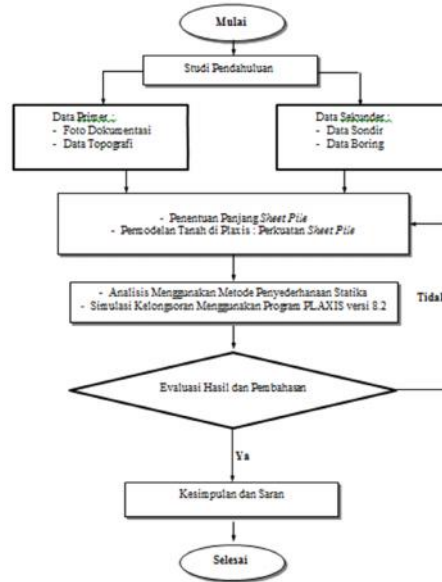 Mulai
Studi Pendahuluan
Data Primer :
- Foto Dokumentasi
- Data Topografi
Data Sekunder :
- Data Sondir
- Data Boring
- Penentuan Panjang Sheet Pile
- Permodelan Tanah di Plaxis : Perkuatan Sheet Pile
- Analisis Menggunakan Metode Penyederhanaan Statika
- Simulasi Kelongsoran Menggunakan Program PLAXIS versi 8.2
Tidak
Evaluasi Hasil dan Pembahasan
Ya
Kesimpulan dan Saran
Selesai